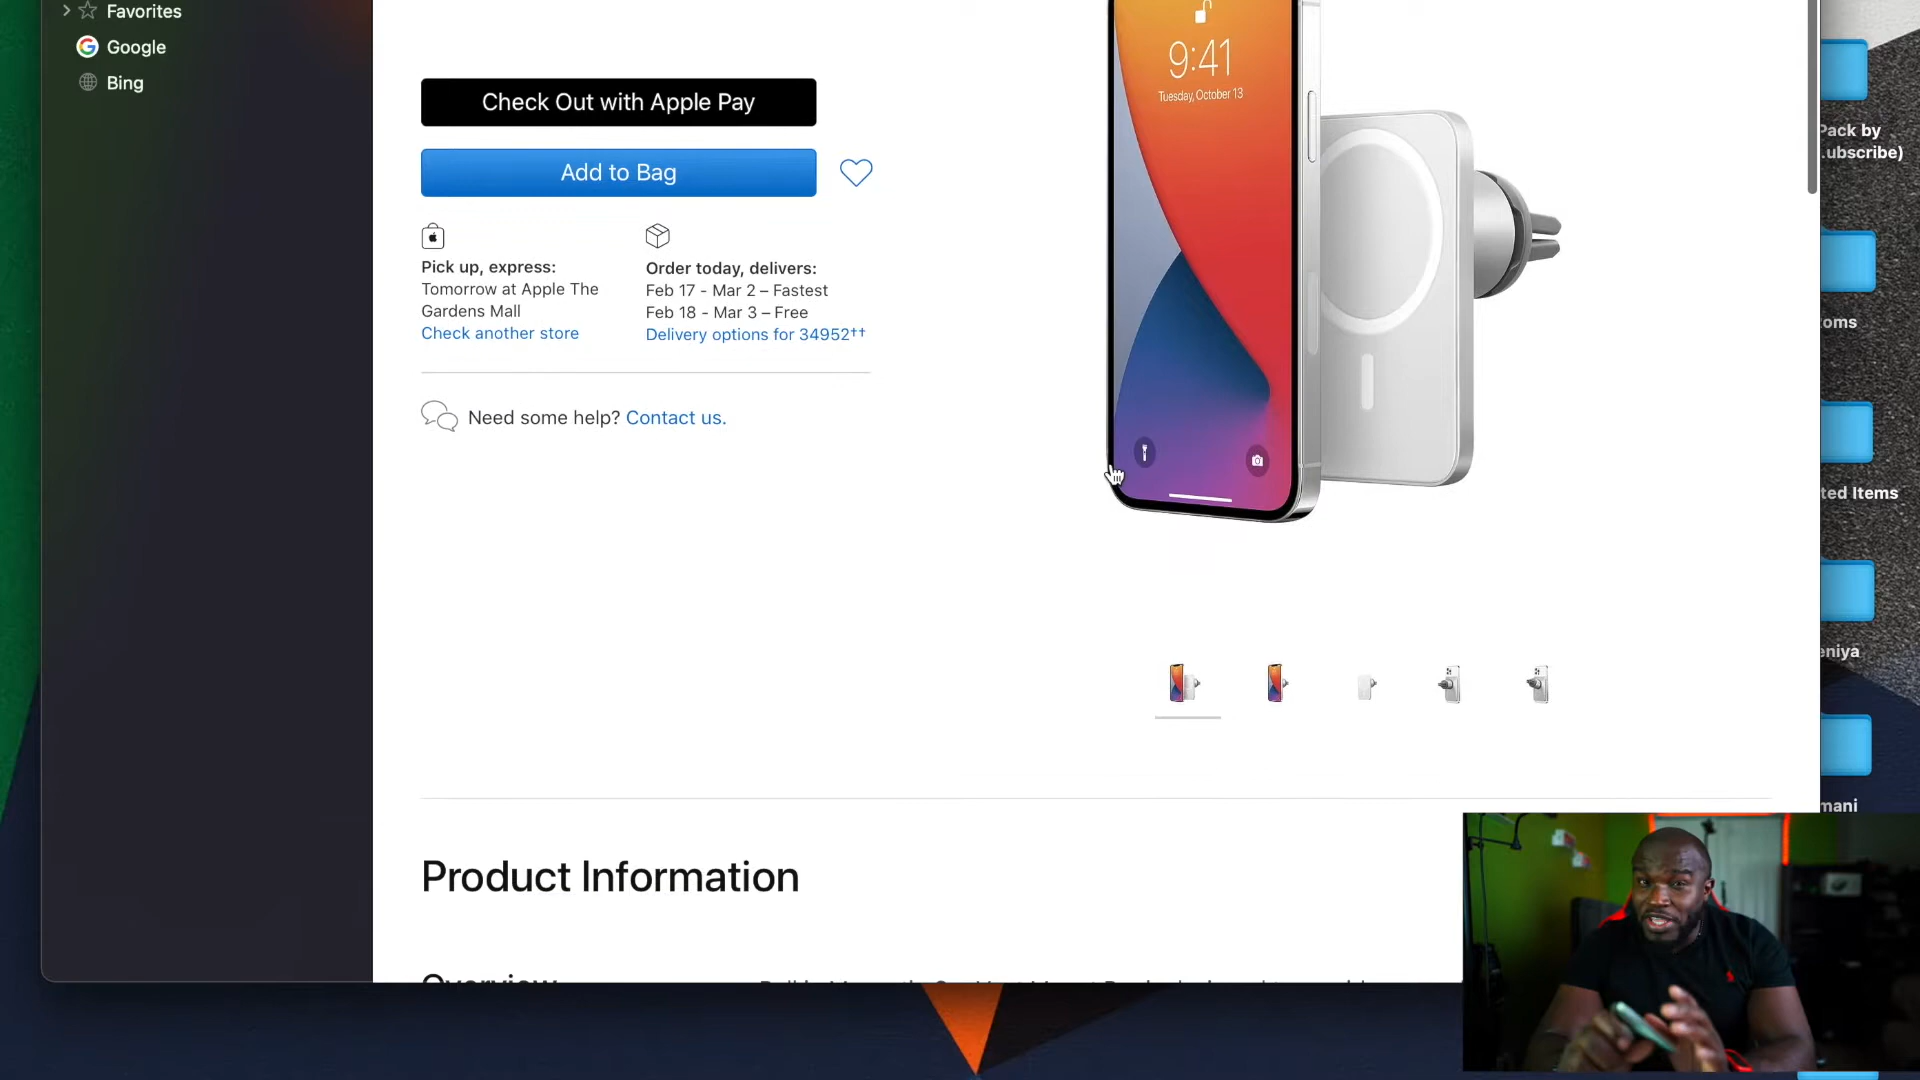 Favorites
Google
Bing
Check Out with Apple Pay
Add to Bag
Pick up, express:
Tomorrow at Apple The
Gardens Mall
Check another store
Order today, delivers:
Feb 17 - Mar 2 – Fastest
Feb 18 - Mar 3 – Free
Delivery options for 34952††
Need some help? Contact us.
9:41
Tuesday, October 13
Product Information
Overview
Pack by
ubscribe)
oms
ted Items
eniya
mani